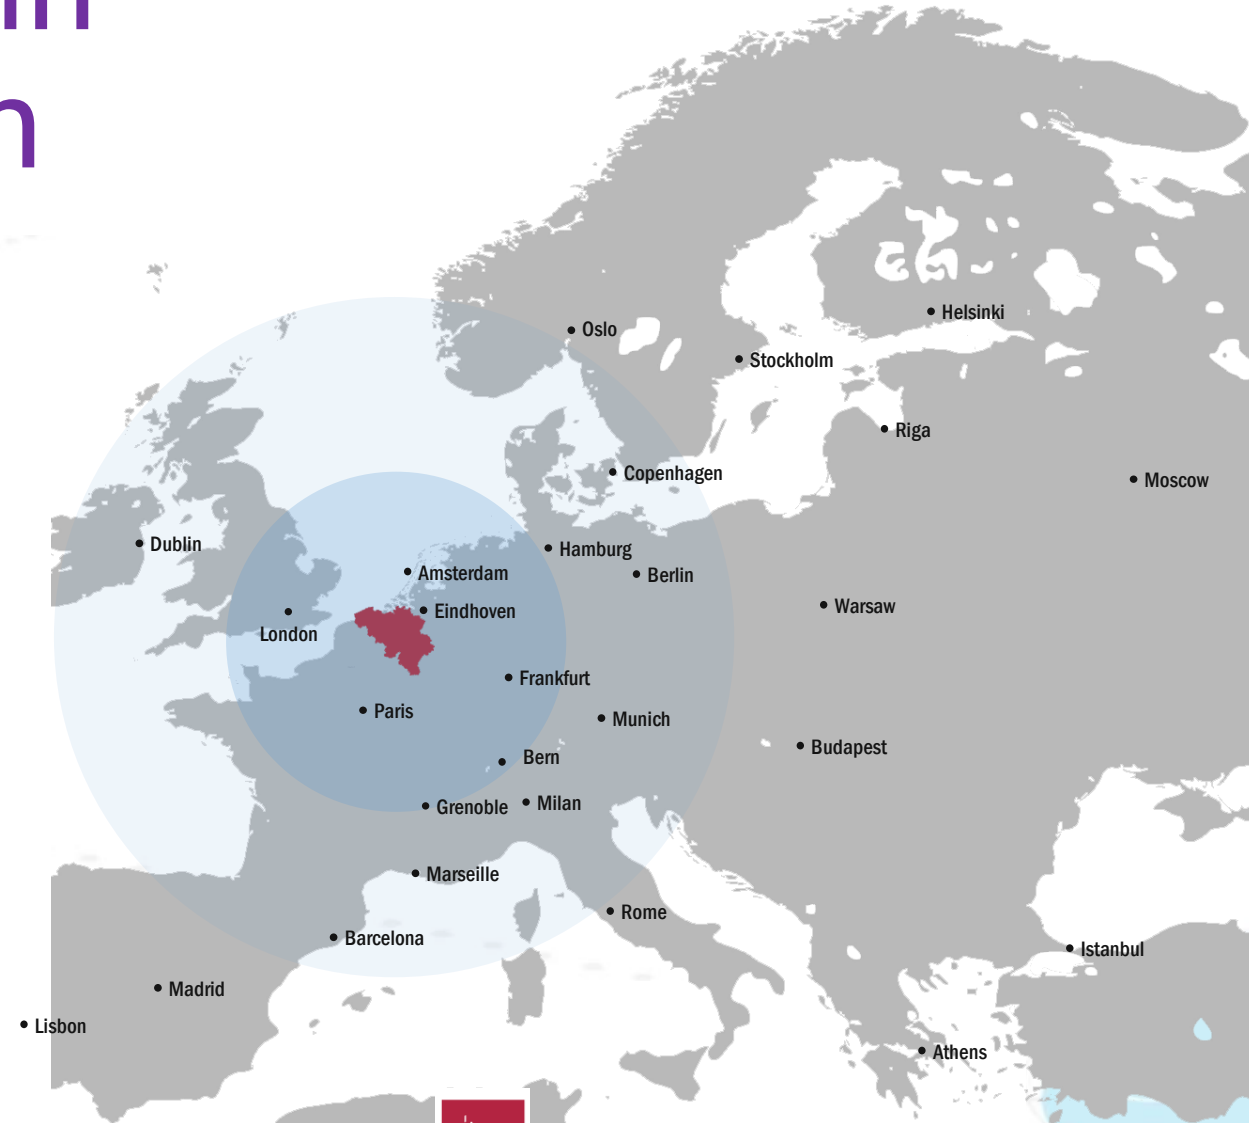 in
n
Helsinki
Oslo
Stockholm
Riga
Copenhagen
Moscow
Dublin
Hamburg
Amsterdam
Berlin
Warsaw
Eindhoven
London
Frankfurt
Paris
Munich
Budapest
Bern
Milan
Grenoble
Marseille
Rome
Barcelona
Istanbul
Madrid
Lisbon
Athens